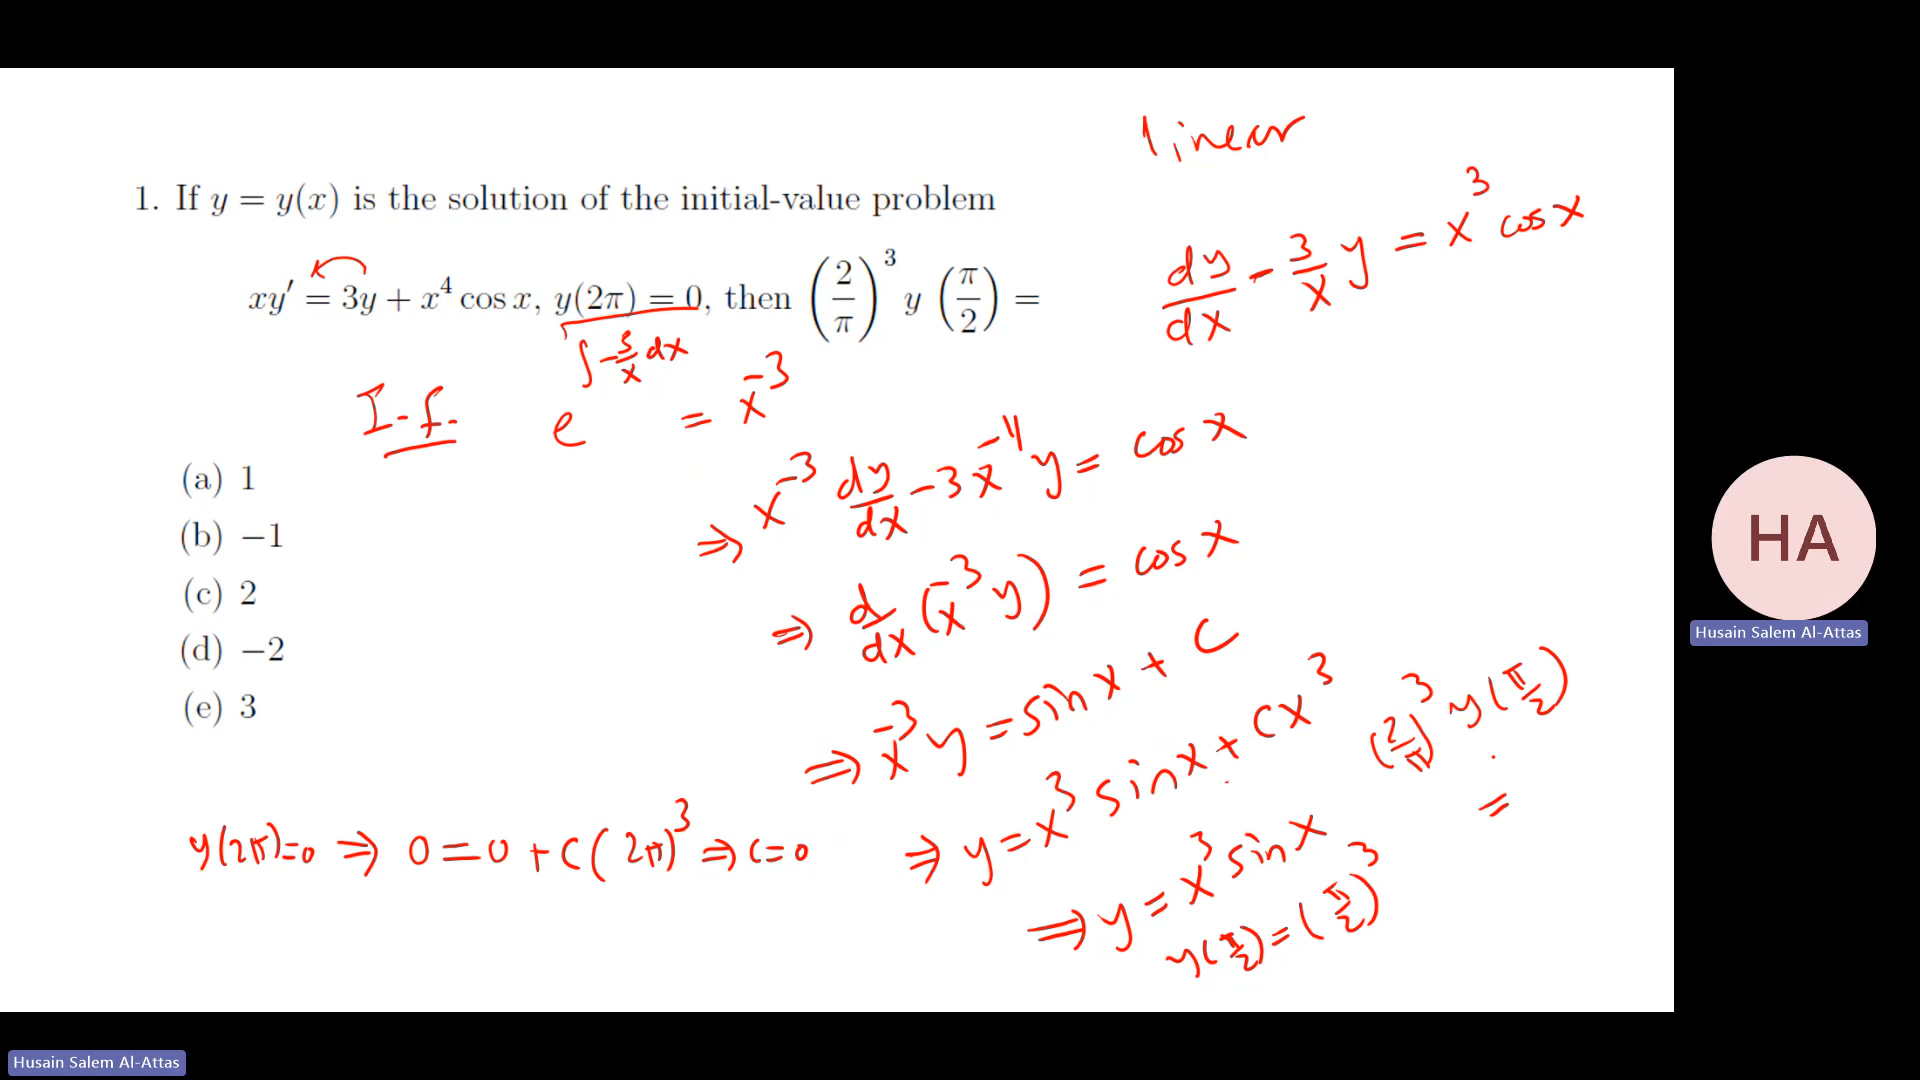 linear
1. If y = y(x) is the solution of the initial-value problem
xy′ = 3y + x⁴ cos x, y(2π) = 0, then (2/π)³ y (π/2) =
dy/dx - 3/x y = x³ cos x
I.f. e^(∫ -3/x dx) = x⁻³
(a) 1
(b) −1
(c) 2
(d) −2
(e) 3
⇒ x⁻³ dy/dx - 3x⁻⁴ y = cos x
⇒ d/dx (x⁻³ y) = cos x
⇒ x⁻³ y = sin x + C
⇒ y = x³ sin x + C x³
y(2π)=0 ⇒ 0 = 0 + C(2π)³ ⇒ C = 0
⇒ y = x³ sin x
y(π/2) = (π/2)³
(2/π)³ y(π/2)
=
HA
Husain Salem Al-Attas
Husain Salem Al-Attas